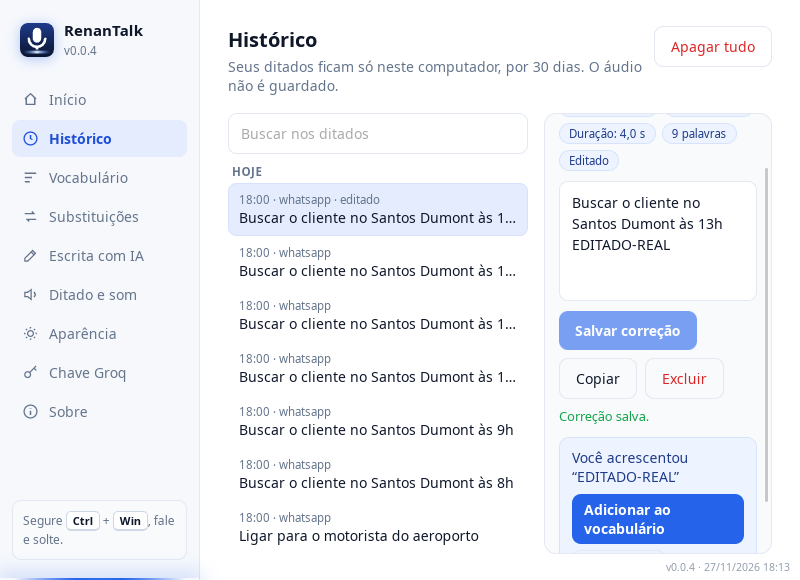 RenanTalk
v0.0.4
Início
Histórico
Vocabulário
Substituições
Escrita com IA
Ditado e som
Aparência
Chave Groq
Sobre
Segure Ctrl + Win, fale
e solte.
Histórico
Seus ditados ficam só neste computador, por 30 dias. O áudio
não é guardado.
Apagar tudo
Buscar nos ditados
HOJE
18:00 · whatsapp · editado
Buscar o cliente no Santos Dumont às 1...
18:00 · whatsapp
Buscar o cliente no Santos Dumont às 1...
18:00 · whatsapp
Buscar o cliente no Santos Dumont às 1...
18:00 · whatsapp
Buscar o cliente no Santos Dumont às 1...
18:00 · whatsapp
Buscar o cliente no Santos Dumont às 9h
18:00 · whatsapp
Buscar o cliente no Santos Dumont às 8h
18:00 · whatsapp
Ligar para o motorista do aeroporto
Duração: 4,0 s
9 palavras
Editado
Buscar o cliente no
Santos Dumont às 13h
EDITADO-REAL
Salvar correção
Copiar
Excluir
Correção salva.
Você acrescentou
“EDITADO-REAL”
Adicionar ao
vocabulário
v0.0.4 · 27/11/2026 18:13